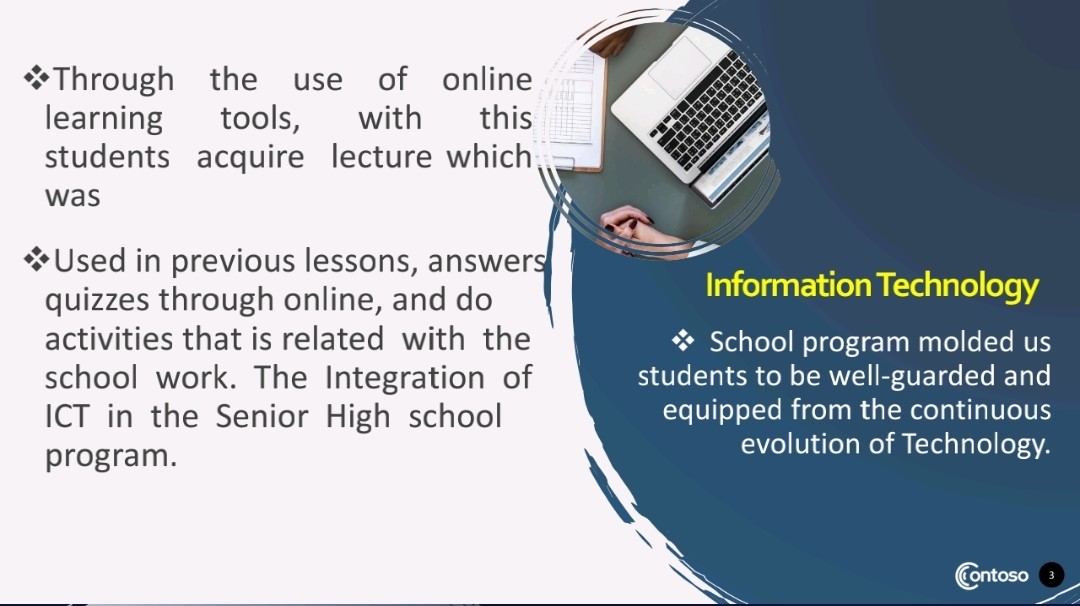 ❖Through the use of online
learning tools, with this
students acquire lecture which
was
❖Used in previous lessons, answers
quizzes through online, and do
activities that is related with the
school work. The Integration of
ICT in the Senior High school
program.
Information Technology
❖ School program molded us
students to be well-guarded and
equipped from the continuous
evolution of Technology.
Contoso
3